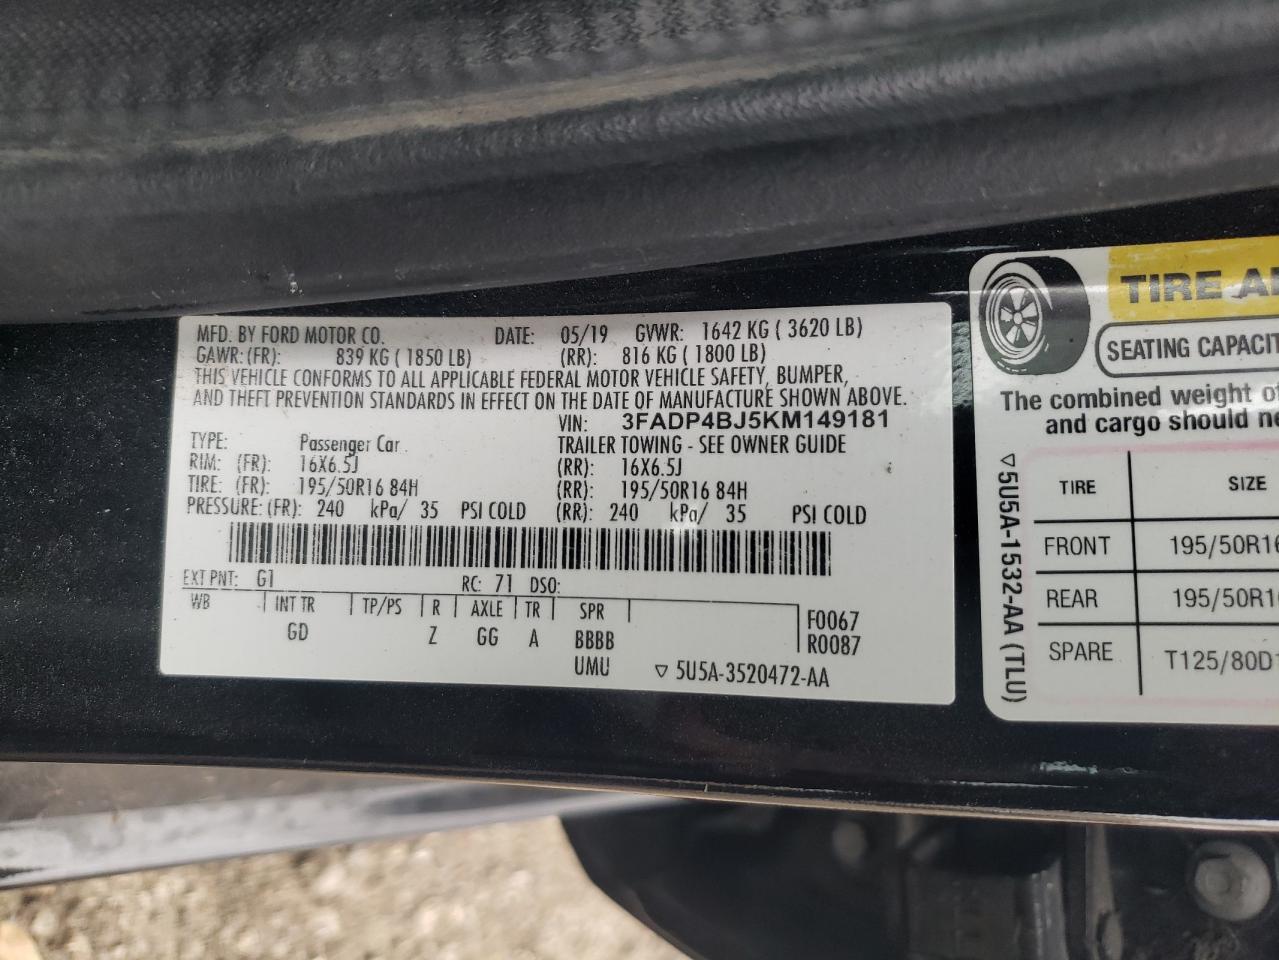 MFD. BY FORD MOTOR CO. DATE: 05/19 GVWR: 1642 KG ( 3620 LB)
GAWR:(FR): 839 KG ( 1850 LB) (RR): 816 KG ( 1800 LB)
THIS VEHICLE CONFORMS TO ALL APPLICABLE FEDERAL MOTOR VEHICLE SAFETY, BUMPER,
AND THEFT PREVENTION STANDARDS IN EFFECT ON THE DATE OF MANUFACTURE SHOWN ABOVE.
VIN: 3FADP4BJ5KM149181
TYPE: Passenger Car TRAILER TOWING - SEE OWNER GUIDE
RIM: (FR): 16X6.5J (RR): 16X6.5J
TIRE: (FR): 195/50R16 84H (RR): 195/50R16 84H
PRESSURE: (FR): 240 kPa/ 35 PSI COLD (RR): 240 kPa/ 35 PSI COLD
EXT PNT: G1 RC: 71 DSO:
WB INT TR TP/PS R AXLE TR SPR F0067
GD Z GG A BBBB R0087
UMU ▽ 5U5A-3520472-AA
TIRE
SEATING
The combined weight of
and cargo should
▽5U5A-1532-AA (TLU)
TIRE SIZE
FRONT 195/50R16
REAR 195/50R16
SPARE T125/80D